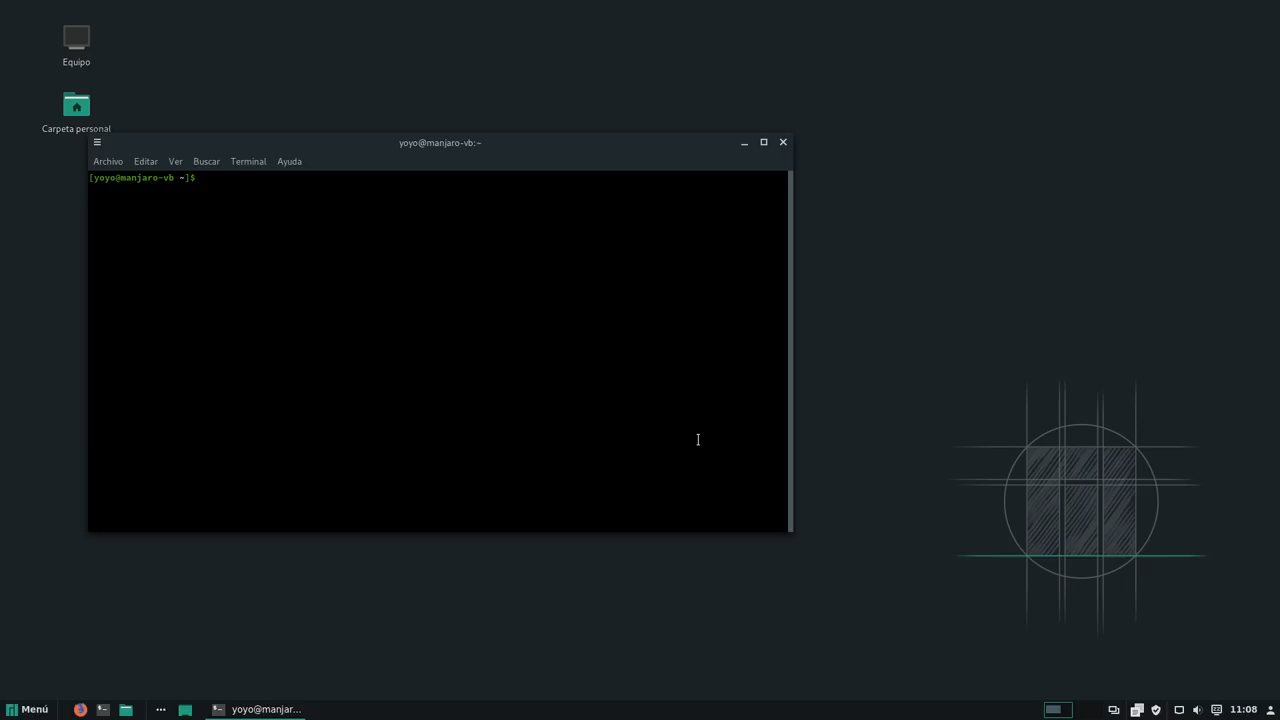 Equipo
Carpeta personal
yoyo@manjaro-vb:~
Archivo Editar Ver Buscar Terminal Ayuda
[yoyo@manjaro-vb ~]$
Menú
yoyo@manjar...
11:08